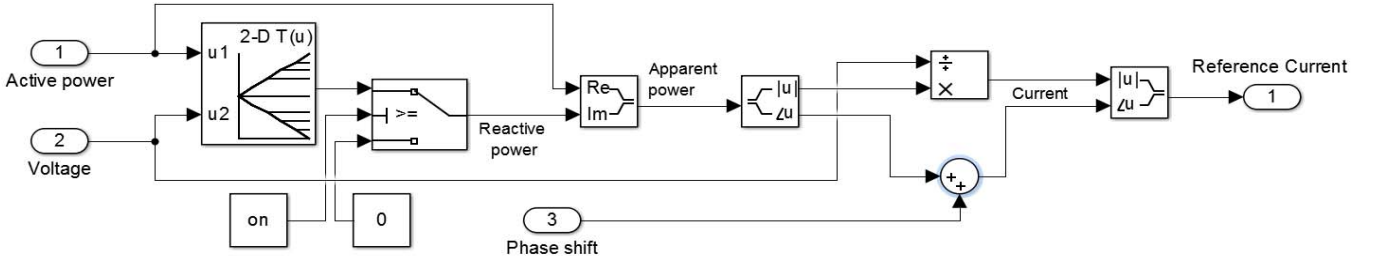 1
Active power
2
Voltage
2-D T(u)
u1
u2
>=
on
0
Reactive
power
Re
Im
Apparent
power
|u|
∠u
3
Phase shift
÷
×
+
+
Current
|u|
∠u
Reference Current
1